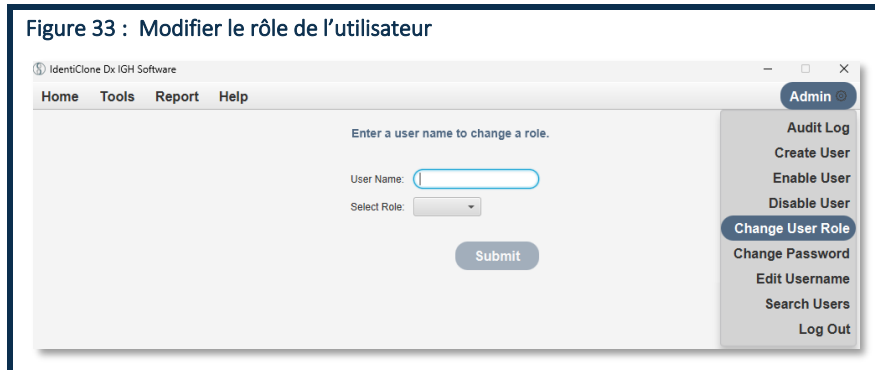 Figure 33 : Modifier le rôle de l’utilisateur
IdentiClone Dx IGH Software
Home Tools Report Help Admin
Enter a user name to change a role.
User Name:
Select Role:
Submit
Audit Log
Create User
Enable User
Disable User
Change User Role
Change Password
Edit Username
Search Users
Log Out